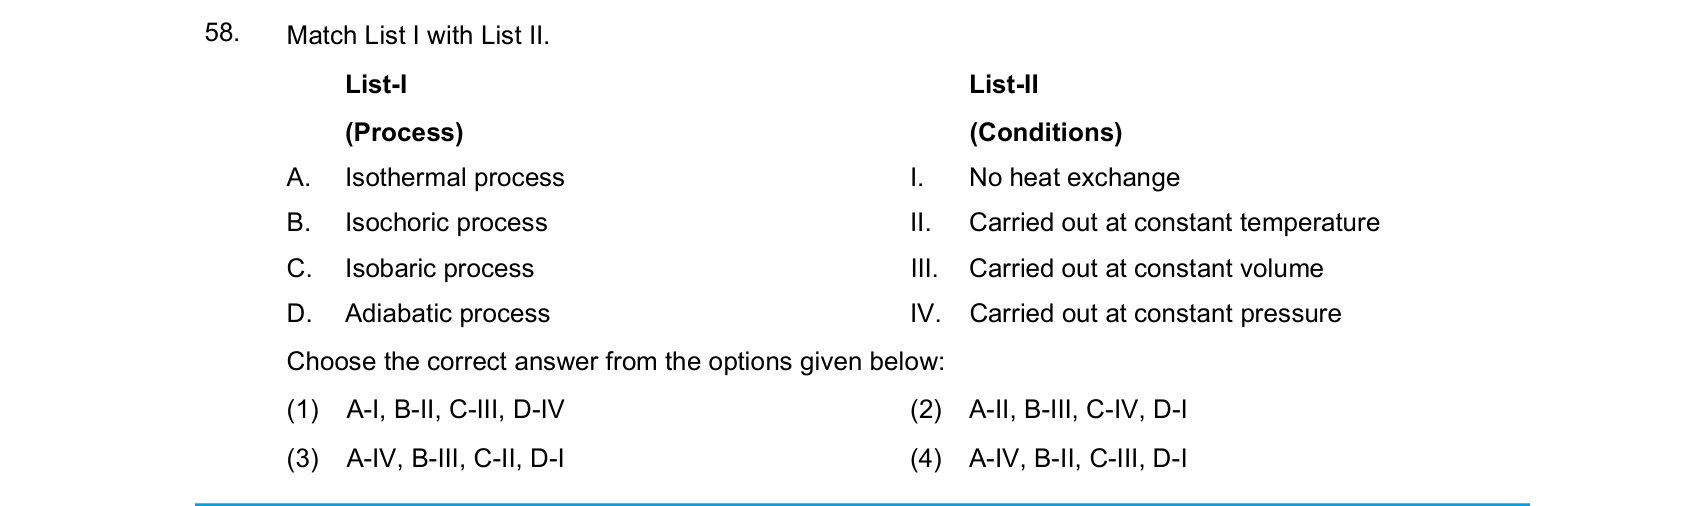 58. Match List I with List II.
List-I List-II
(Process) (Conditions)
A. Isothermal process I. No heat exchange
B. Isochoric process II. Carried out at constant temperature
C. Isobaric process III. Carried out at constant volume
D. Adiabatic process IV. Carried out at constant pressure
Choose the correct answer from the options given below:
(1) A-I, B-II, C-III, D-IV (2) A-II, B-III, C-IV, D-I
(3) A-IV, B-III, C-II, D-I (4) A-IV, B-II, C-III, D-I